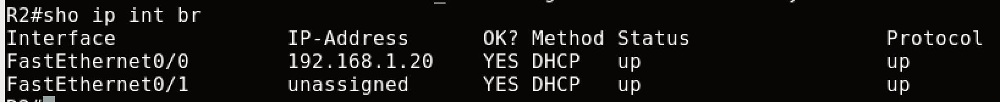 R2#sho ip int br
Interface              IP-Address      OK? Method Status                Protocol
FastEthernet0/0        192.168.1.20    YES DHCP   up                    up
FastEthernet0/1        unassigned      YES DHCP   up                    up
R2#